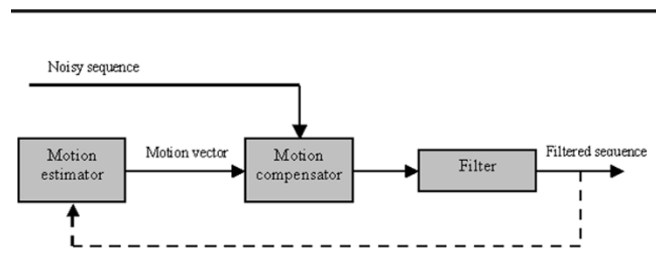 Noisy sequence
Motion
estimator
Motion vector
Motion
compensator
Filter
Filtered sequence